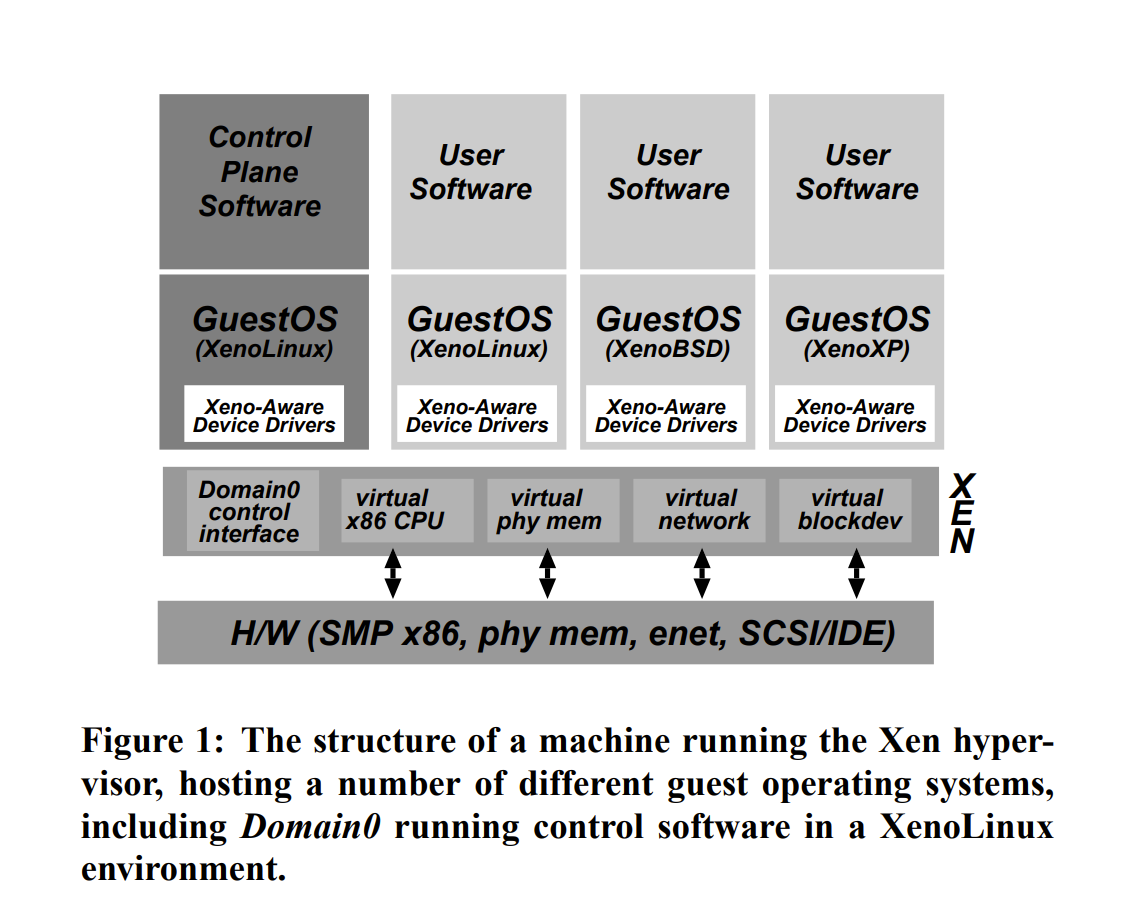 Control
Plane
Software
User
Software
User
Software
User
Software
GuestOS
(XenoLinux)
Xeno-Aware
Device Drivers
GuestOS
(XenoLinux)
Xeno-Aware
Device Drivers
GuestOS
(XenoBSD)
Xeno-Aware
Device Drivers
GuestOS
(XenoXP)
Xeno-Aware
Device Drivers
Domain0
control
interface
virtual
x86 CPU
virtual
phy mem
virtual
network
virtual
blockdev
X
E
N
H/W (SMP x86, phy mem, enet, SCSI/IDE)
Figure 1: The structure of a machine running the Xen hyper-
visor, hosting a number of different guest operating systems,
including Domain0 running control software in a XenoLinux
environment.